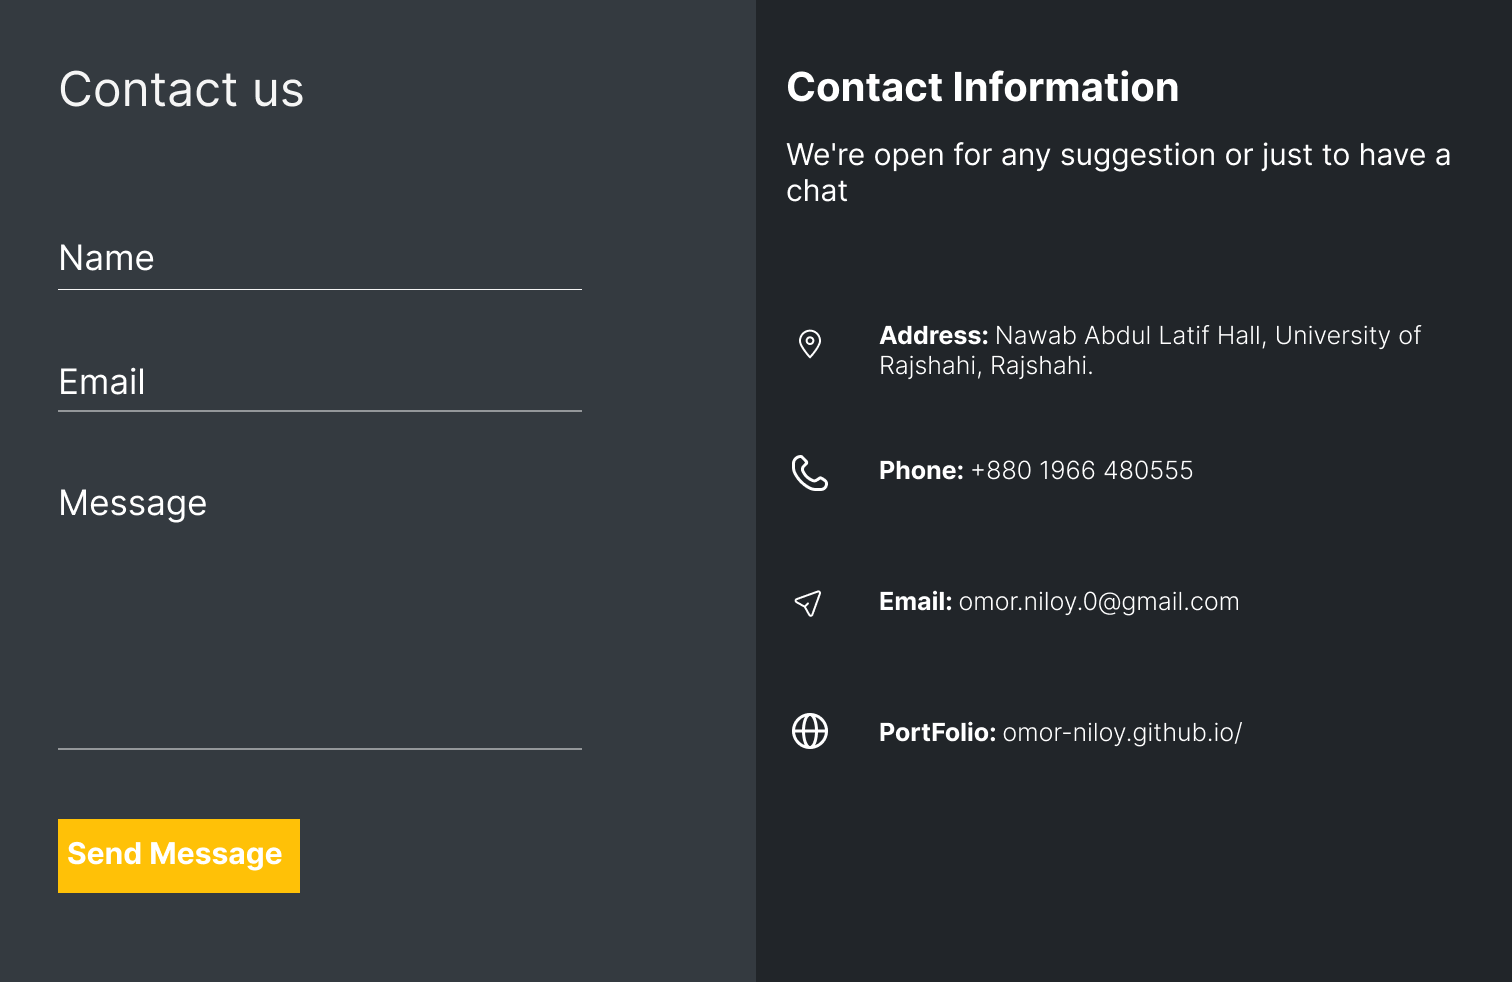 Contact us
Name
Email
Message
Send Message
Contact Information
We're open for any suggestion or just to have a
chat
Address: Nawab Abdul Latif Hall, University of
Rajshahi, Rajshahi.
Phone: +880 1966 480555
Email: omor.niloy.0@gmail.com
PortFolio: omor-niloy.github.io/